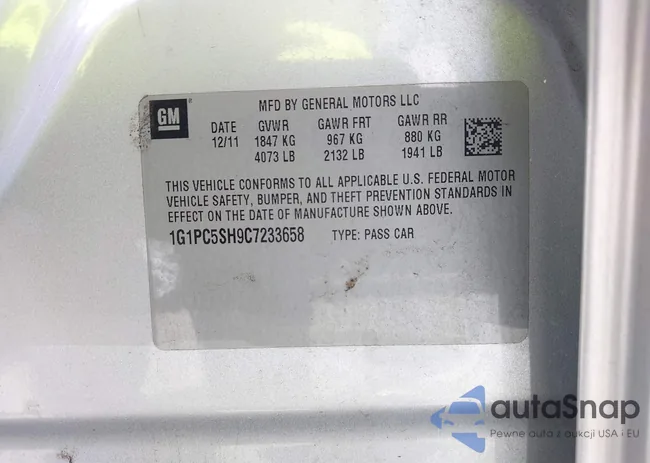 GM
MFD BY GENERAL MOTORS LLC
DATE GVWR GAWR FRT GAWR RR
12/11 1847 KG 967 KG 880 KG
4073 LB 2132 LB 1941 LB
THIS VEHICLE CONFORMS TO ALL APPLICABLE U.S. FEDERAL MOTOR
VEHICLE SAFETY, BUMPER, AND THEFT PREVENTION STANDARDS IN
EFFECT ON THE DATE OF MANUFACTURE SHOWN ABOVE.
1G1PC5SH9C7233658 TYPE: PASS CAR
autaSnap
Pewne auta z aukcji USA i EU